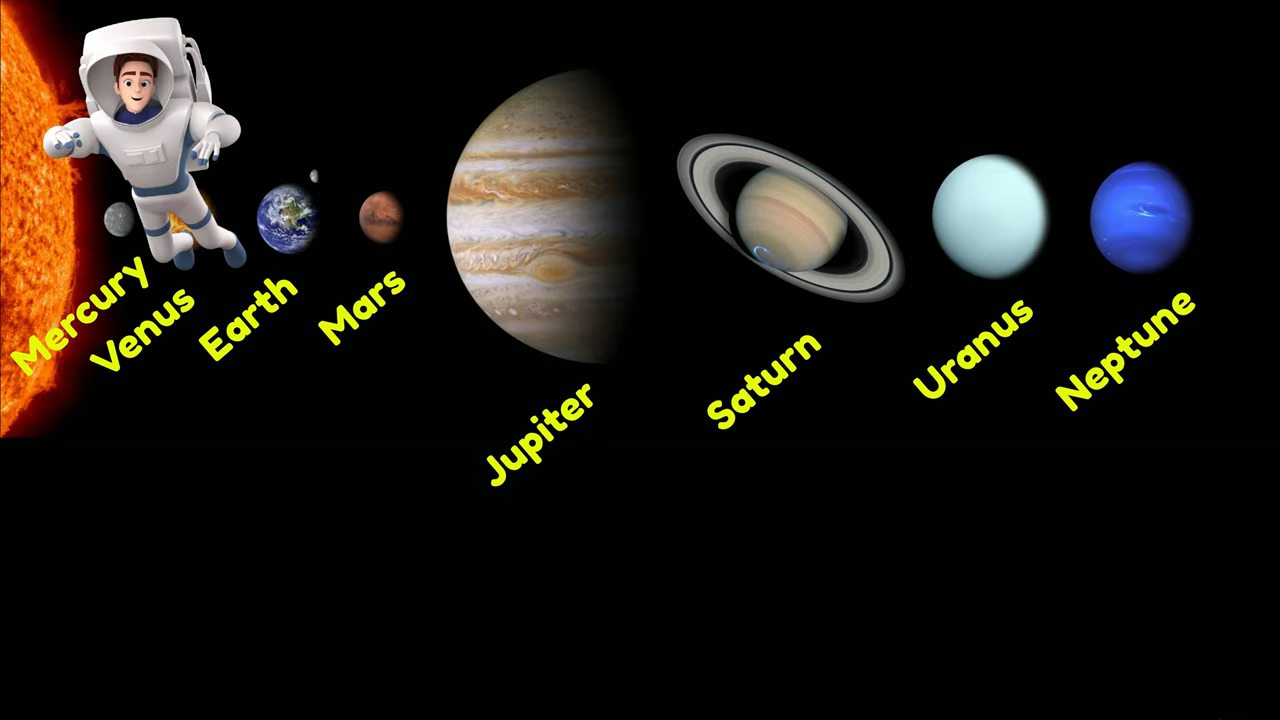 Mercury
Venus
Earth
Mars
Jupiter
Saturn
Uranus
Neptune